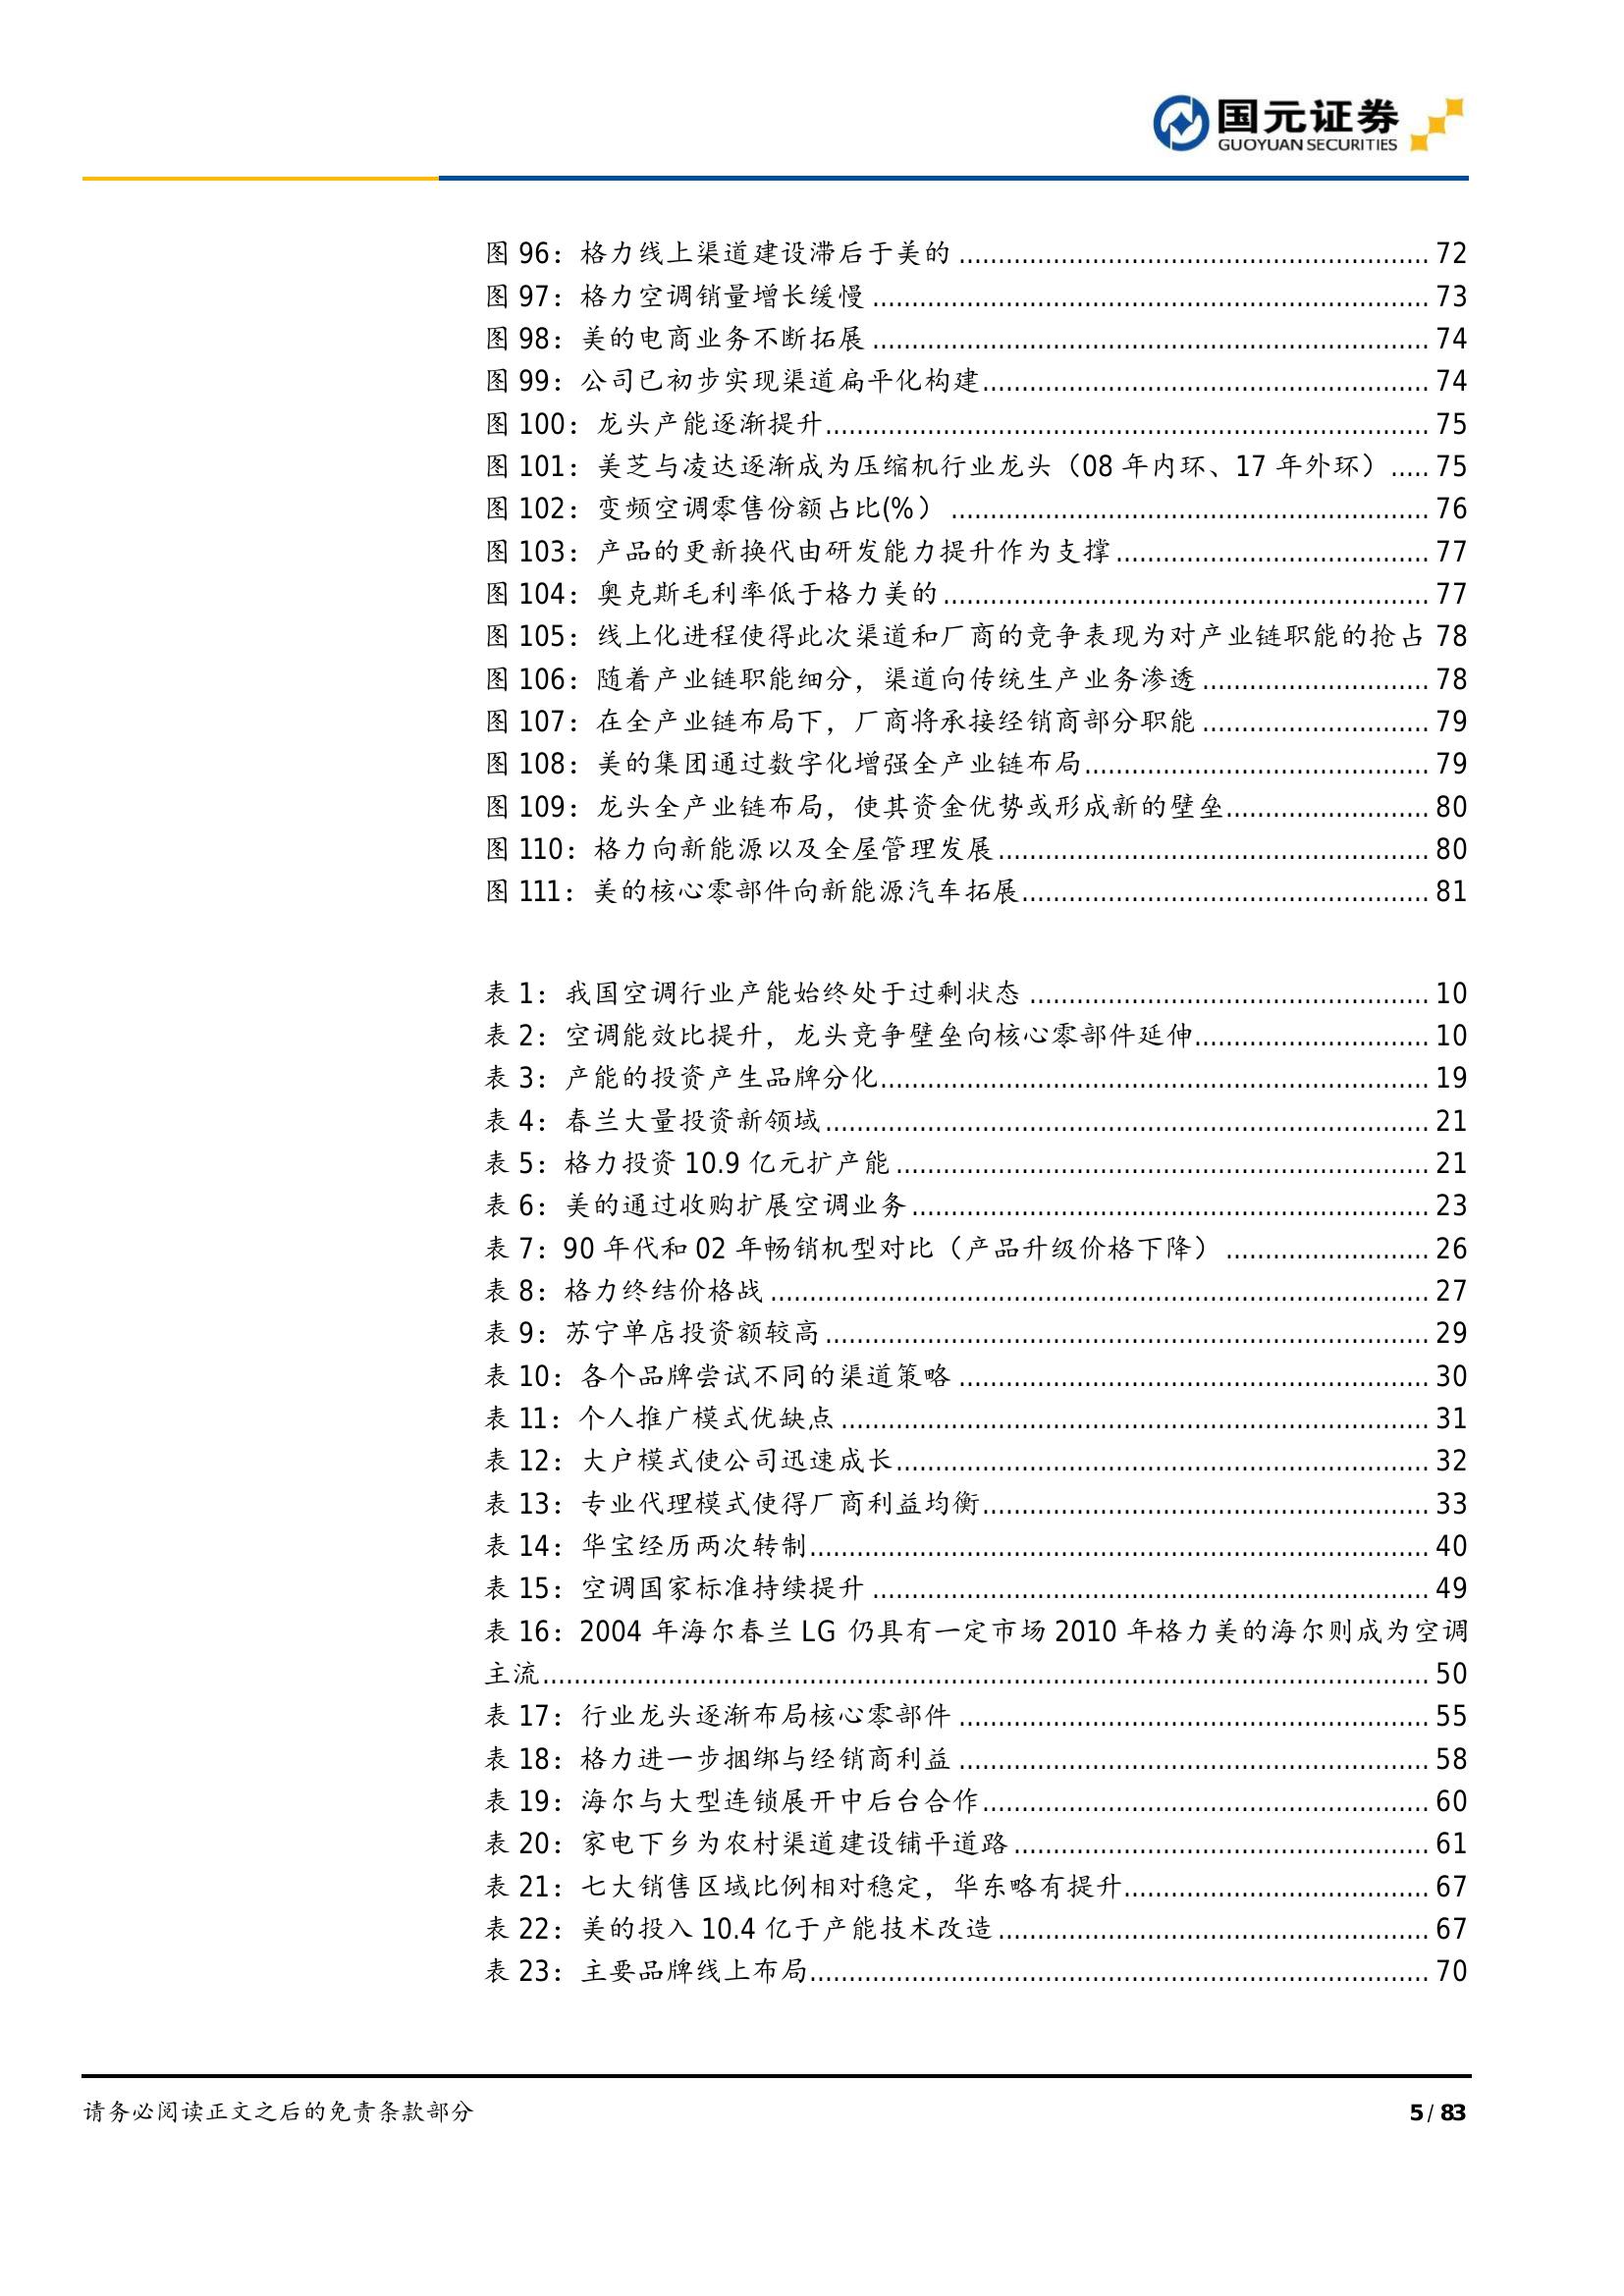 国元证券
GUOYUAN SECURITIES
图 96：格力线上渠道建设滞后于美的 ............................................................ 72
图 97：格力空调销量增长缓慢 ....................................................................... 73
图 98：美的电商业务不断拓展 ....................................................................... 74
图 99：公司已初步实现渠道扁平化构建......................................................... 74
图 100：龙头产能逐渐提升............................................................................. 75
图 101：美芝与凌达逐渐成为压缩机行业龙头（08 年内环、17 年外环）..... 75
图 102：变频空调零售份额占比(%） ............................................................. 76
图 103：产品的更新换代由研发能力提升作为支撑........................................ 77
图 104：奥克斯毛利率低于格力美的.............................................................. 77
图 105：线上化进程使得此次渠道和厂商的竞争表现为对产业链职能的抢占 78
图 106：随着产业链职能细分，渠道向传统生产业务渗透 ............................. 78
图 107：在全产业链布局下，厂商将承接经销商部分职能 ............................. 79
图 108：美的集团通过数字化增强全产业链布局............................................ 79
图 109：龙头全产业链布局，使其资金优势或形成新的壁垒.......................... 80
图 110：格力向新能源以及全屋管理发展....................................................... 80
图 111：美的核心零部件向新能源汽车拓展.................................................... 81
表 1：我国空调行业产能始终处于过剩状态 ................................................... 10
表 2：空调能效比提升，龙头竞争壁垒向核心零部件延伸.............................. 10
表 3：产能的投资产生品牌分化...................................................................... 19
表 4：春兰大量投资新领域............................................................................. 21
表 5：格力投资 10.9 亿元扩产能 .................................................................... 21
表 6：美的通过收购扩展空调业务.................................................................. 23
表 7：90 年代和 02 年畅销机型对比（产品升级价格下降） .......................... 26
表 8：格力终结价格战 .................................................................................... 27
表 9：苏宁单店投资额较高............................................................................. 29
表 10：各个品牌尝试不同的渠道策略 ............................................................ 30
表 11：个人推广模式优缺点 ........................................................................... 31
表 12：大户模式使公司迅速成长.................................................................... 32
表 13：专业代理模式使得厂商利益均衡......................................................... 33
表 14：华宝经历两次转制............................................................................... 40
表 15：空调国家标准持续提升 ....................................................................... 49
表 16：2004 年海尔春兰 LG 仍具有一定市场 2010 年格力美的海尔则成为空调
主流................................................................................................................. 50
表 17：行业龙头逐渐布局核心零部件 ............................................................ 55
表 18：格力进一步捆绑与经销商利益 ............................................................ 58
表 19：海尔与大型连锁展开中后台合作......................................................... 60
表 20：家电下乡为农村渠道建设铺平道路..................................................... 61
表 21：七大销售区域比例相对稳定，华东略有提升....................................... 67
表 22：美的投入 10.4 亿于产能技术改造....................................................... 67
表 23：主要品牌线上布局............................................................................... 70
请务必阅读正文之后的免责条款部分
5 / 83